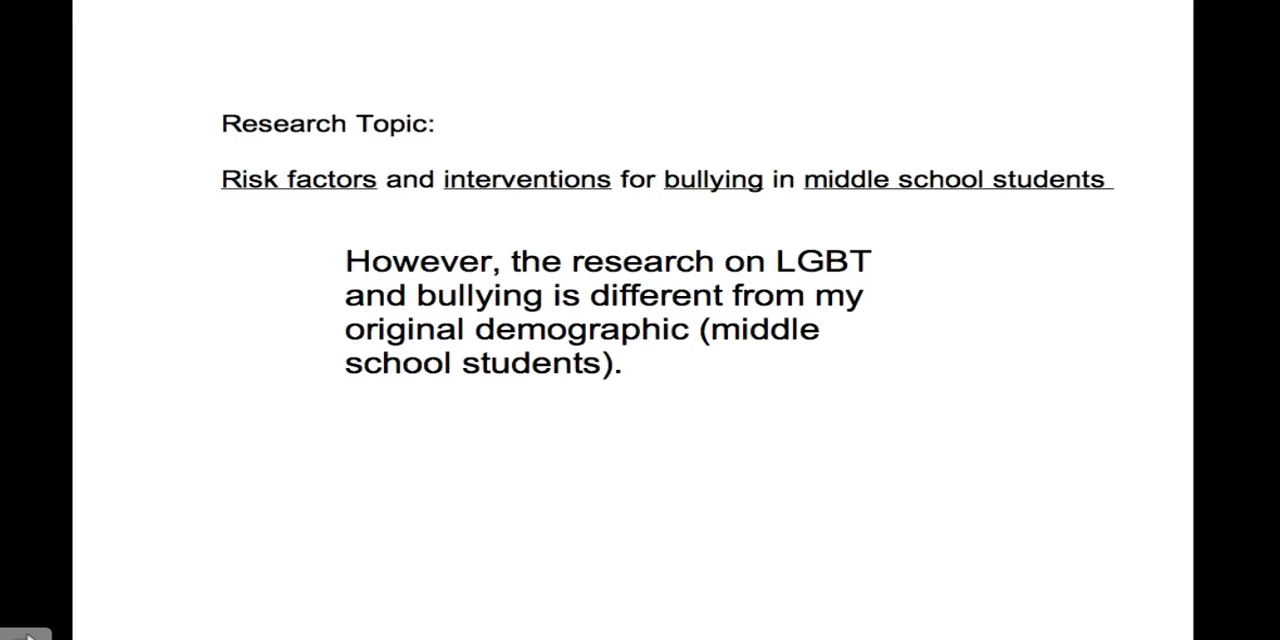 Research Topic:
Risk factors and interventions for bullying in middle school students
However, the research on LGBT
and bullying is different from my
original demographic (middle
school students).